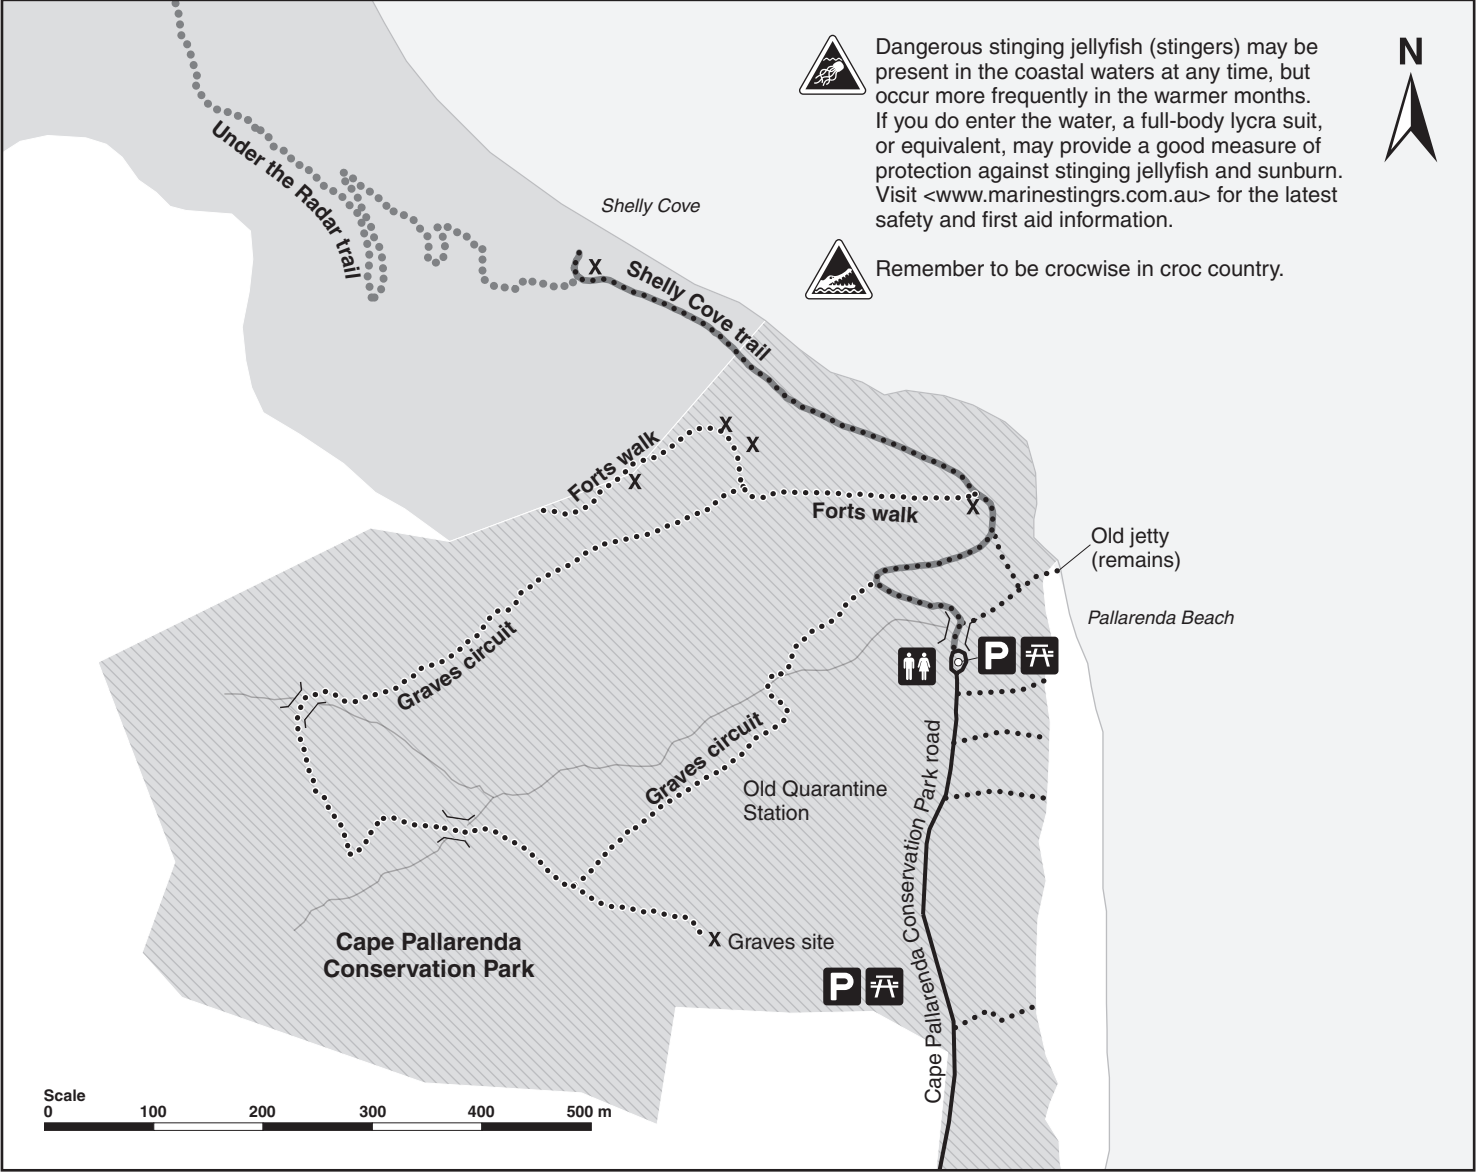 Dangerous stinging jellyfish (stingers) may be
present in the coastal waters at any time, but
occur more frequently in the warmer months.
If you do enter the water, a full-body lycra suit,
or equivalent, may provide a good measure of
protection against stinging jellyfish and sunburn.
Visit <www.marinestingrs.com.au> for the latest
safety and first aid information.
N
Remember to be crocwise in croc country.
Under the Radar trail
Shelly Cove
X
Shelly Cove trail
X
X
Forts walk
X
Forts walk
X
Old jetty
(remains)
Pallarenda Beach
P
Graves circuit
Graves circuit
Old Quarantine
Station
Cape Pallarenda Conservation Park road
Cape Pallarenda
Conservation Park
X Graves site
P
Scale
0 100 200 300 400 500 m